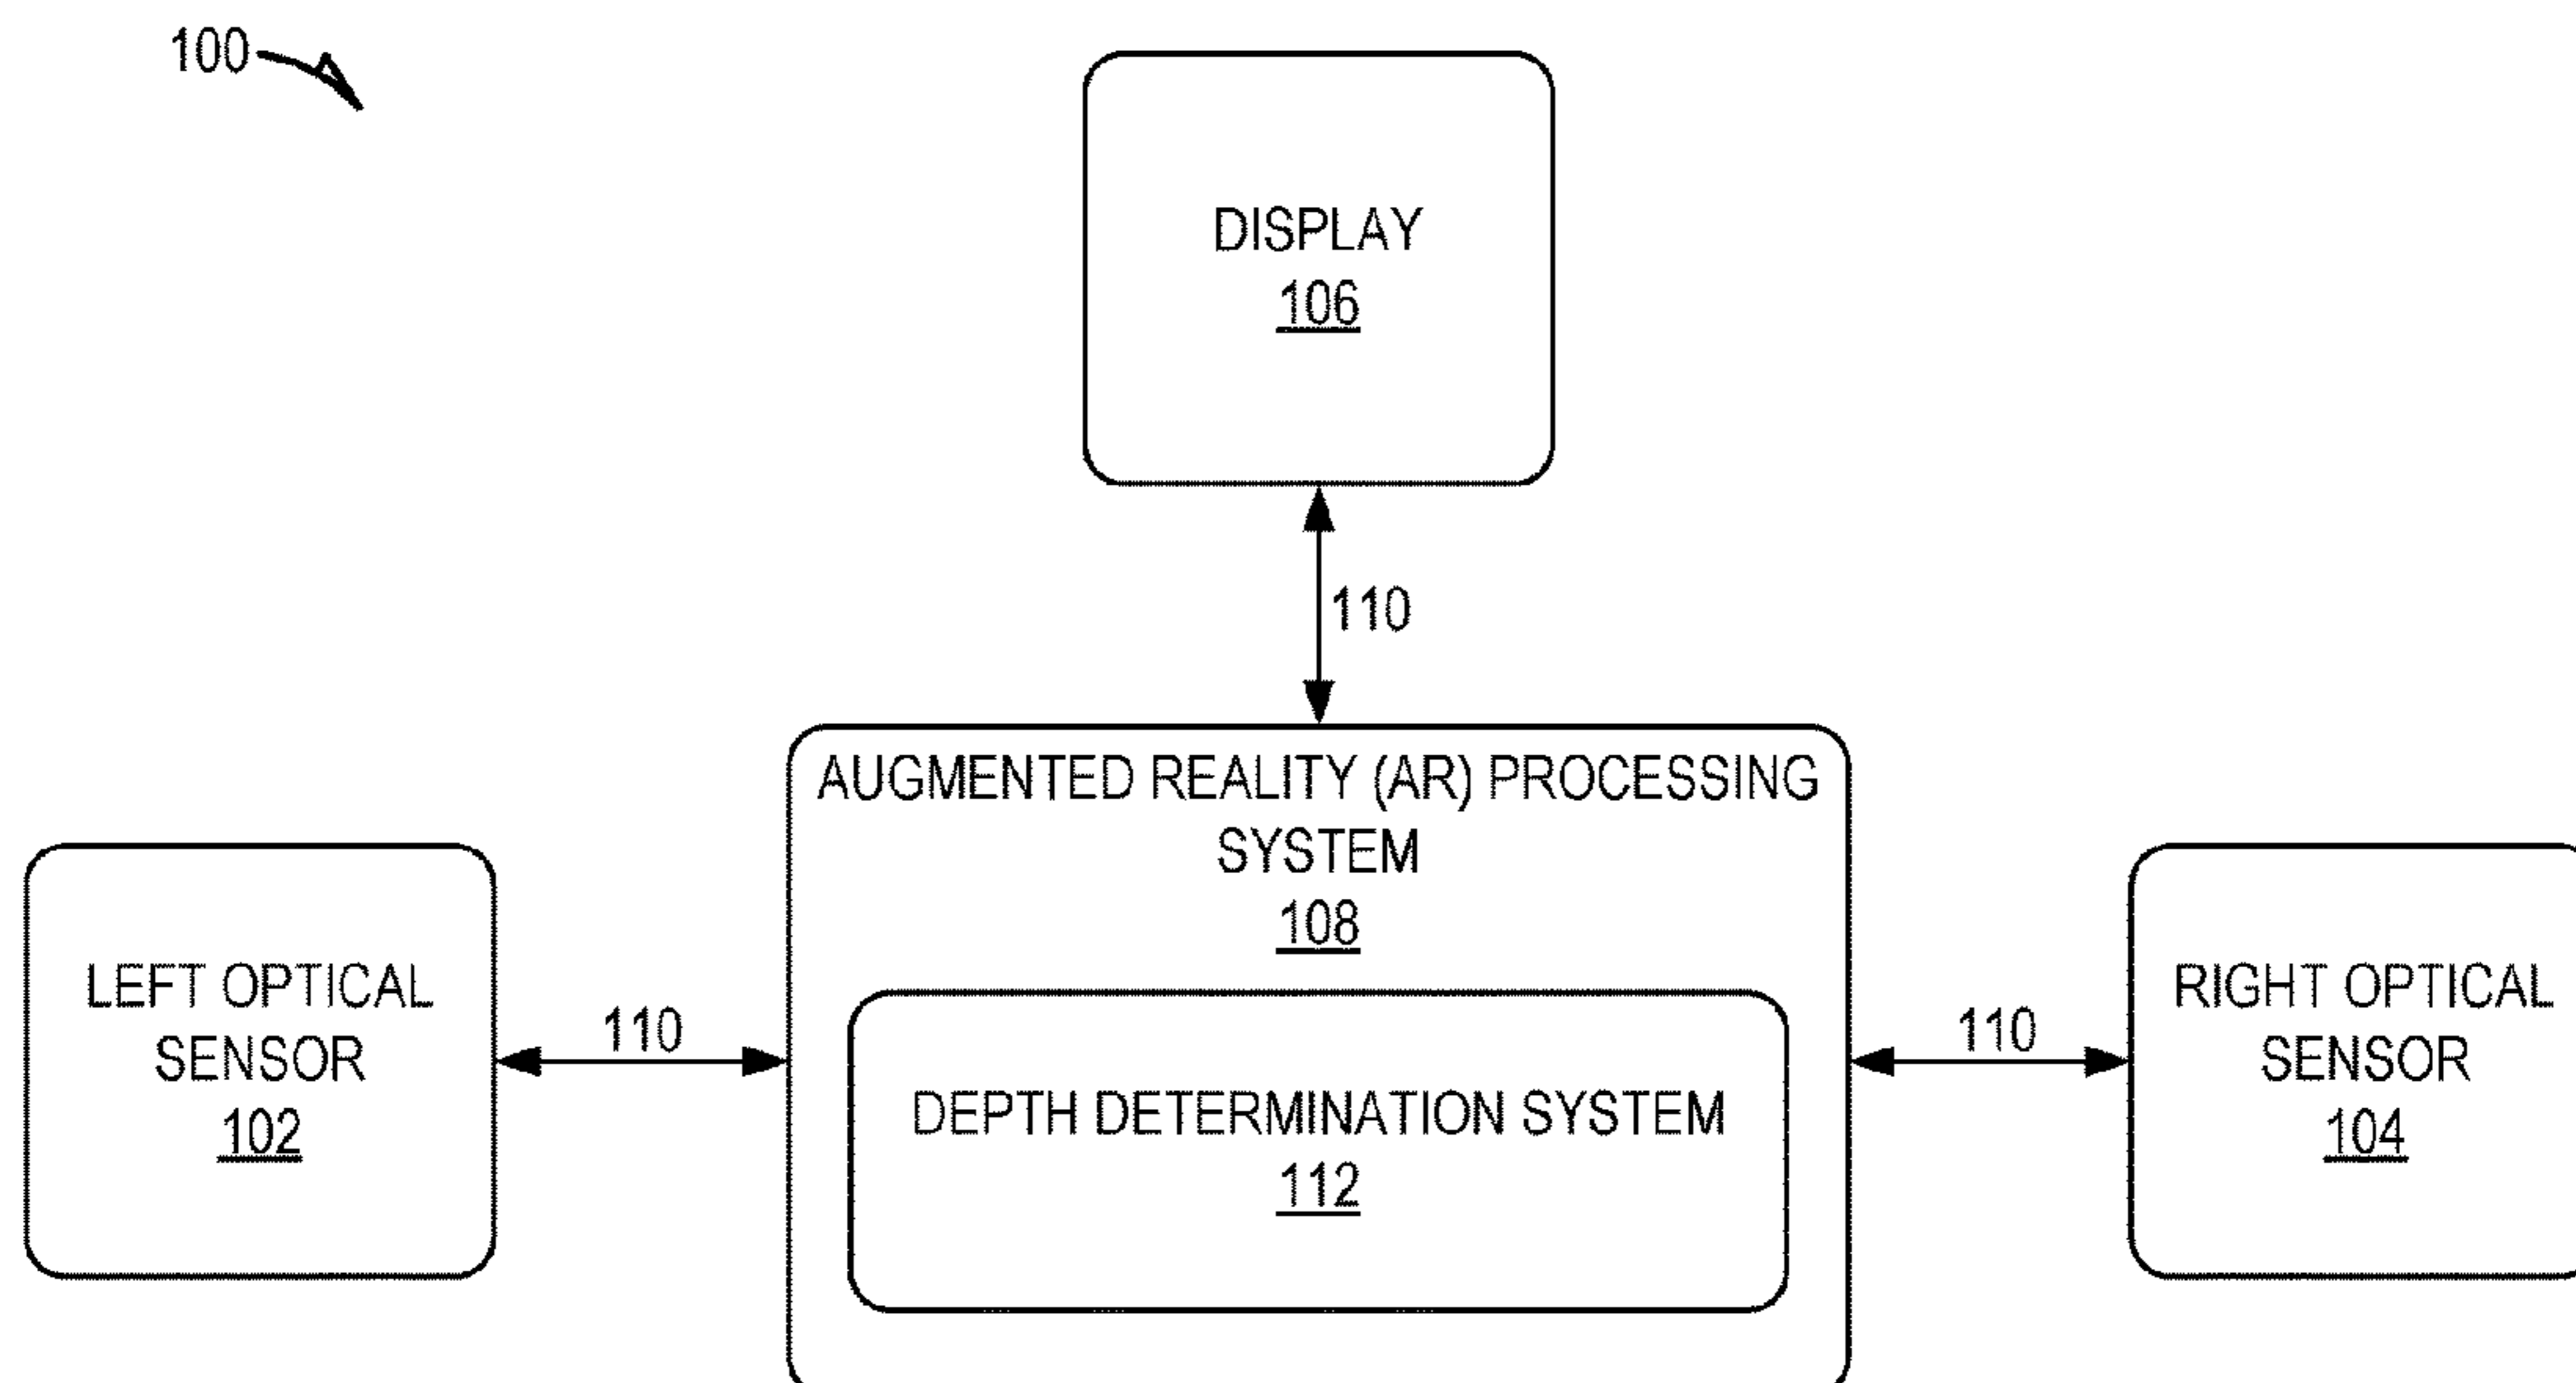 100
DISPLAY
106
110
AUGMENTED REALITY (AR) PROCESSING
SYSTEM
108
LEFT OPTICAL
SENSOR
102
110
DEPTH DETERMINATION SYSTEM
112
110
RIGHT OPTICAL
SENSOR
104